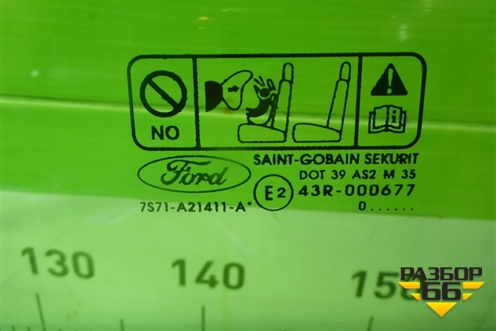 NO
Ford
SAINT-GOBAIN SEKURIT
DOT 39 AS2 M 35
E2 43R-000677
7S71-A21411-A*
0......
130 140 150
РАЗБОР
66